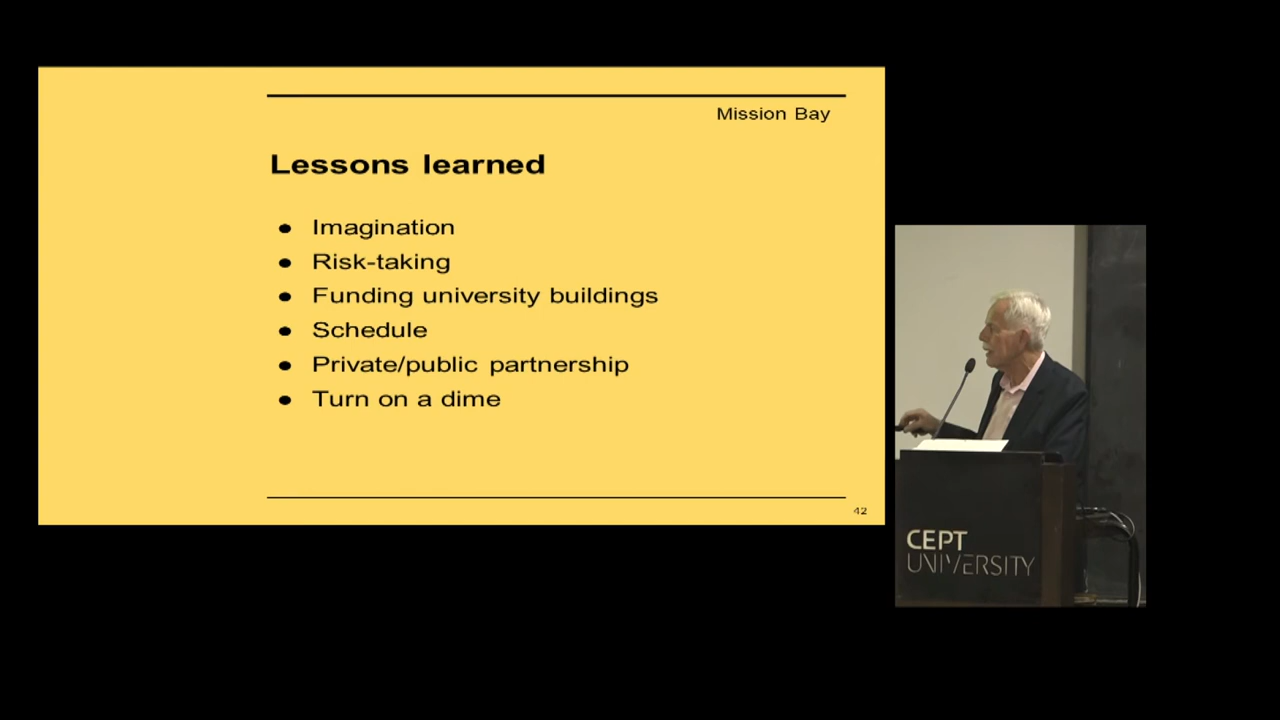 Mission Bay
Lessons learned
● Imagination
● Risk-taking
● Funding university buildings
● Schedule
● Private/public partnership
● Turn on a dime
42
CEPT
UNIVERSITY